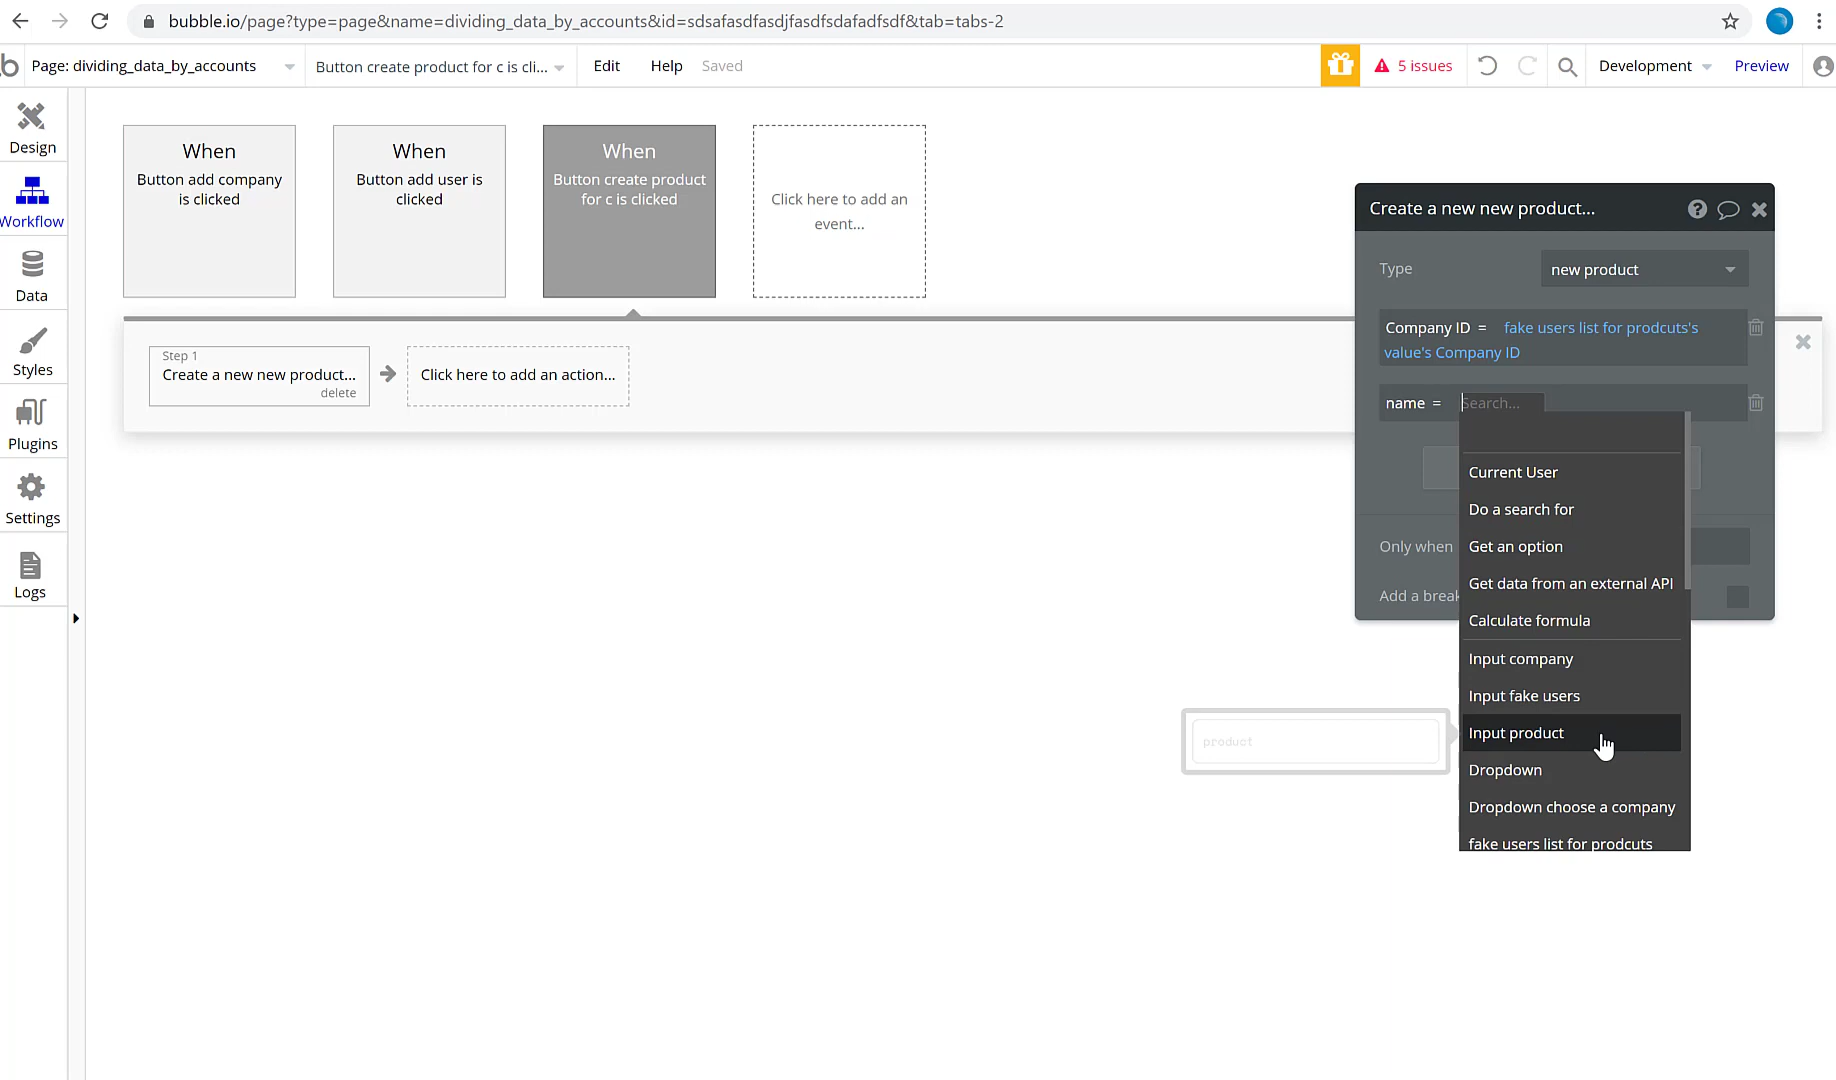 bubble.io/page?type=page&name=dividing_data_by_accounts&id=sdsafasdfasdjfasdfsdafadfsdf&tab=tabs-2
Page: dividing_data_by_accounts
Button create product for c is cli...
Edit
Help
Saved
5 issues
Development
Preview
Design
Workflow
Data
Styles
Plugins
Settings
Logs
When
Button add company
is clicked
When
Button add user is
clicked
When
Button create product
for c is clicked
Click here to add an
event...
Step 1
Create a new new product...
delete
Click here to add an action...
Create a new new product...
Type
new product
Company ID = fake users list for prodcuts's
value's Company ID
name = Search...
Only when
Add a break
Current User
Do a search for
Get an option
Get data from an external API
Calculate formula
Input company
Input fake users
Input product
Dropdown
Dropdown choose a company
fake users list for prodcuts
product